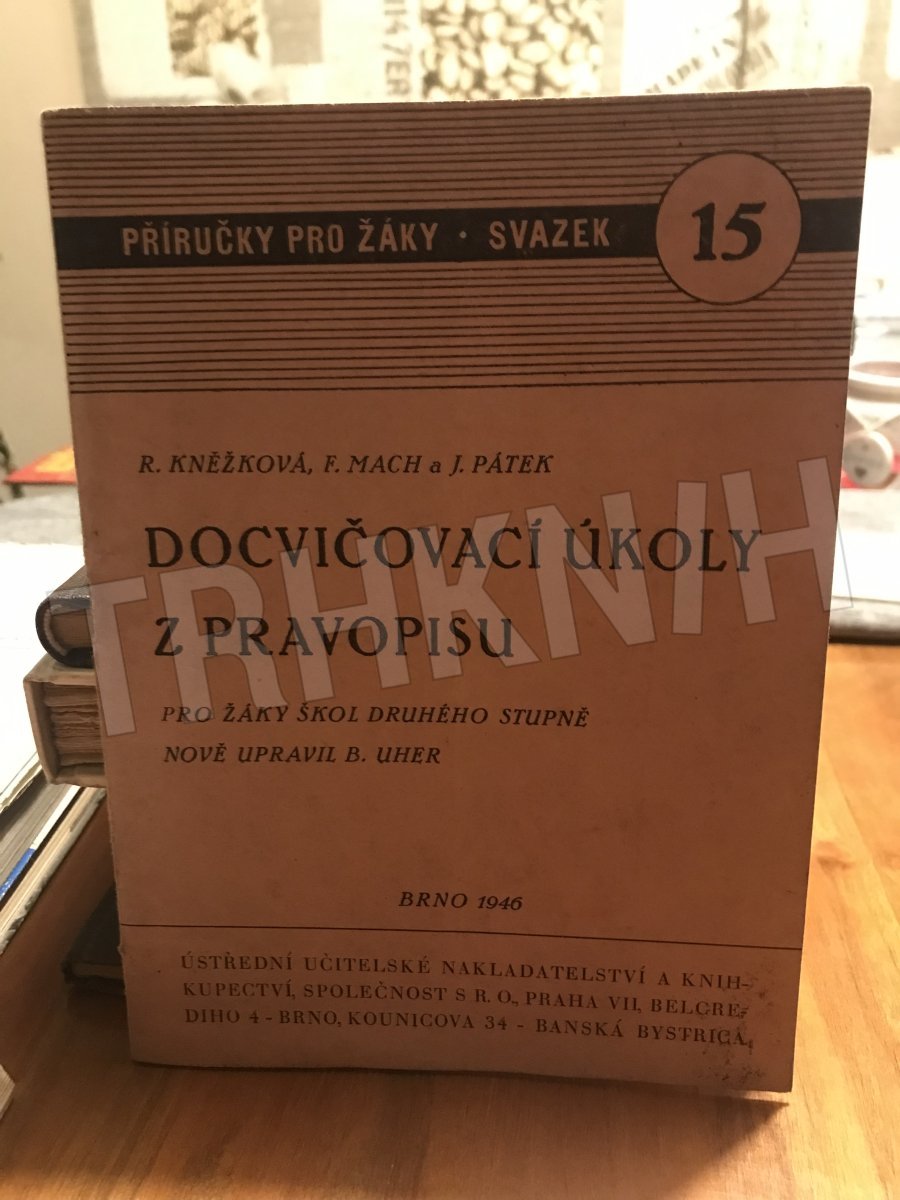 PŘÍRUČKY PRO ŽÁKY · SVAZEK 15
R. KNĚŽKOVÁ, F. MACH a J. PÁTEK
DOCVIČOVACÍ ÚKOLY
Z PRAVOPISU
TRHKNIH
PRO ŽÁKY ŠKOL DRUHÉHO STUPNĚ
NOVĚ UPRAVIL B. UHER
BRNO 1946
ÚSTŘEDNÍ UČITELSKÉ NAKLADATELSTVÍ A KNIH-
KUPECTVÍ, SPOLEČNOST S R. O., PRAHA VII, BELCRE-
DIHO 4 - BRNO, KOUNICOVA 34 - BANSKÁ BYSTRICA